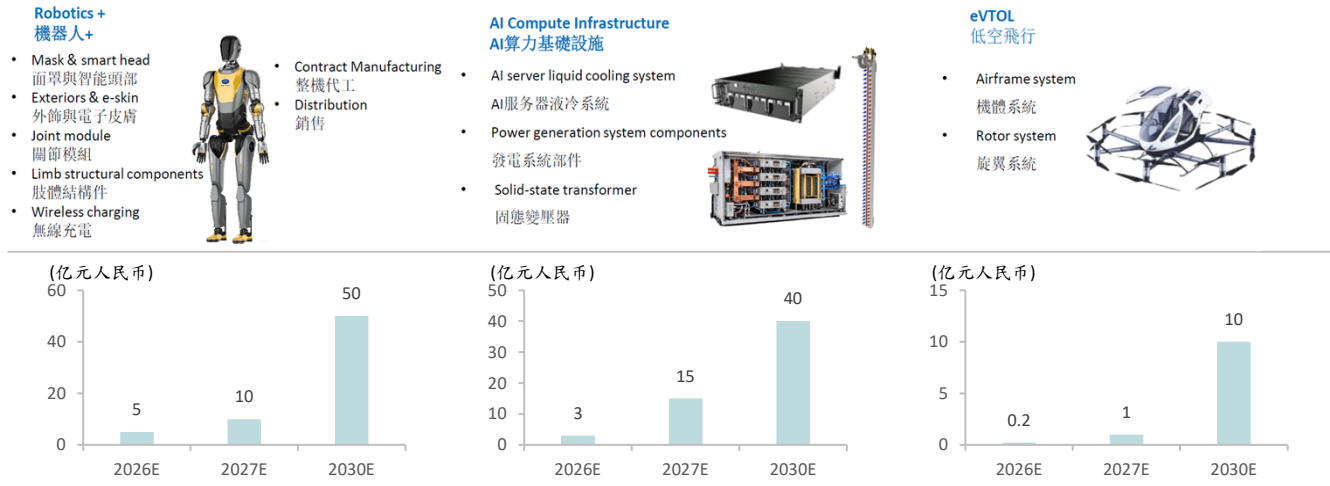 Robotics +
機器人+
• Mask & smart head
面罩與智能頭部
• Exteriors & e-skin
外飾與電子皮膚
• Joint module
關節模組
• Limb structural components
肢體結構件
• Wireless charging
無線充電
• Contract Manufacturing
整機代工
• Distribution
銷售
AI Compute Infrastructure
AI算力基礎設施
• AI server liquid cooling system
AI服务器液冷系統
• Power generation system components
發電系統部件
• Solid-state transformer
固態變壓器
eVTOL
低空飛行
• Airframe system
機體系統
• Rotor system
旋翼系統
(亿元人民币)
60
40
20
0
5
10
50
2026E
2027E
2030E
(亿元人民币)
50
40
30
20
10
0
3
15
40
2026E
2027E
2030E
(亿元人民币)
15
10
5
0
0.2
1
10
2026E
2027E
2030E